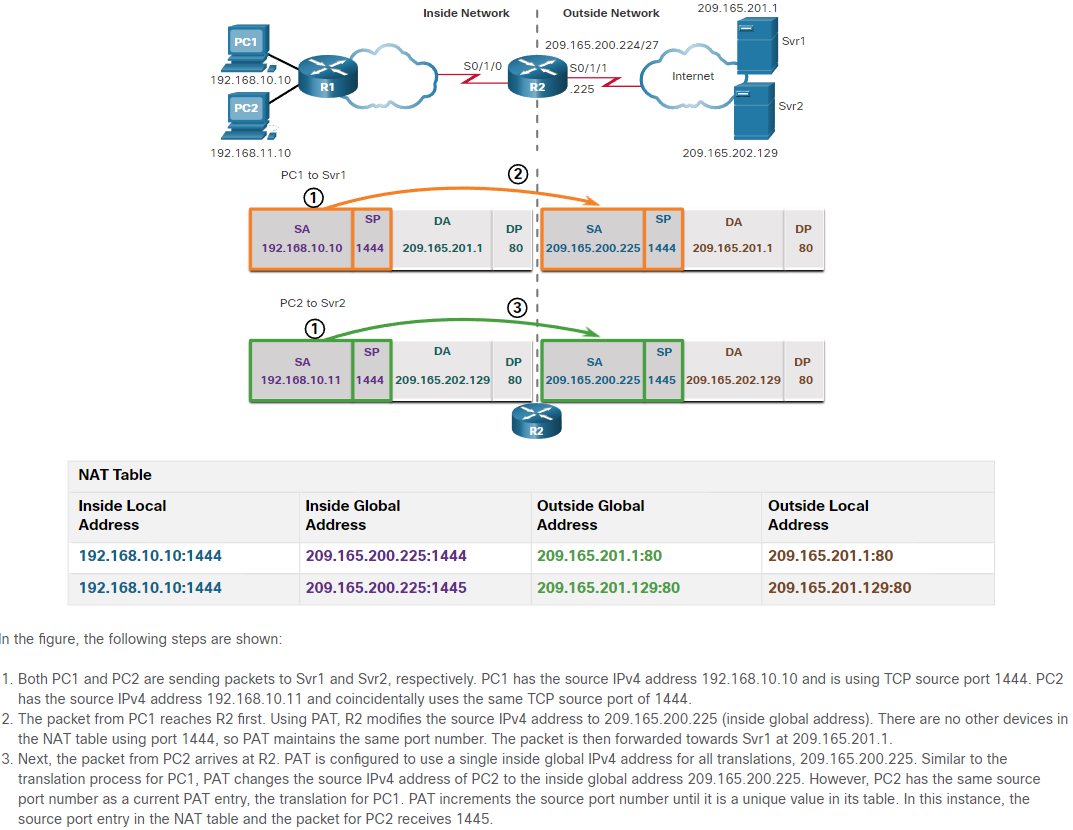 Inside Network
Outside Network
209.165.201.1
PC1
192.168.10.10
R1
S0/1/0
209.165.200.224/27
R2
S0/1/1
.225
Internet
Svr1
PC2
Svr2
192.168.11.10
209.165.202.129
PC1 to Svr1
1
2
SA
192.168.10.10
SP
1444
DA
209.165.201.1
DP
80
SA
209.165.200.225
SP
1444
DA
209.165.201.1
DP
80
PC2 to Svr2
1
3
SA
192.168.10.11
SP
1444
DA
209.165.202.129
DP
80
SA
209.165.200.225
SP
1445
DA
209.165.202.129
DP
80
R2
NAT Table
Inside Local
Address
Inside Global
Address
Outside Global
Address
Outside Local
Address
192.168.10.10:1444
209.165.200.225:1444
209.165.201.1:80
209.165.201.1:80
192.168.10.10:1444
209.165.200.225:1445
209.165.201.129:80
209.165.201.129:80
In the figure, the following steps are shown:
1. Both PC1 and PC2 are sending packets to Svr1 and Svr2, respectively. PC1 has the source IPv4 address 192.168.10.10 and is using TCP source port 1444. PC2
has the source IPv4 address 192.168.10.11 and coincidentally uses the same TCP source port of 1444.
2. The packet from PC1 reaches R2 first. Using PAT, R2 modifies the source IPv4 address to 209.165.200.225 (inside global address). There are no other devices in
the NAT table using port 1444, so PAT maintains the same port number. The packet is then forwarded towards Svr1 at 209.165.201.1.
3. Next, the packet from PC2 arrives at R2. PAT is configured to use a single inside global IPv4 address for all translations, 209.165.200.225. Similar to the
translation process for PC1, PAT changes the source IPv4 address of PC2 to the inside global address 209.165.200.225. However, PC2 has the same source
port number as a current PAT entry, the translation for PC1. PAT increments the source port number until it is a unique value in its table. In this instance, the
source port entry in the NAT table and the packet for PC2 receives 1445.